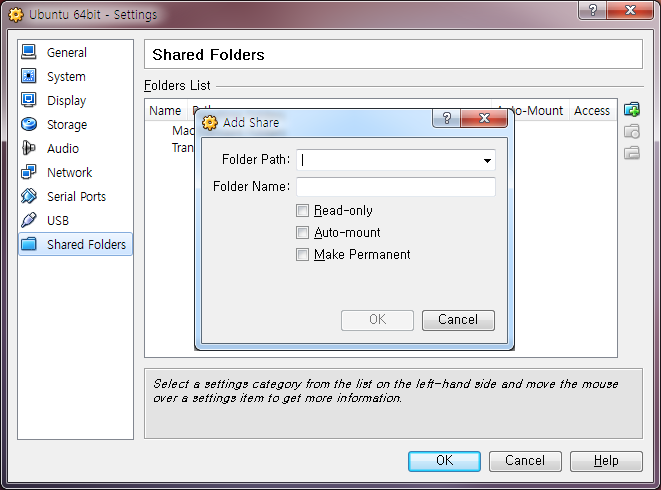 Ubuntu 64bit - Settings
General
System
Display
Storage
Audio
Network
Serial Ports
USB
Shared Folders
Shared Folders
Folders List
Name
Auto-Mount Access
Add Share
Folder Path:
Folder Name:
Read-only
Auto-mount
Make Permanent
OK Cancel
Select a settings category from the list on the left-hand side and move the mouse
over a settings item to get more information.
OK Cancel Help